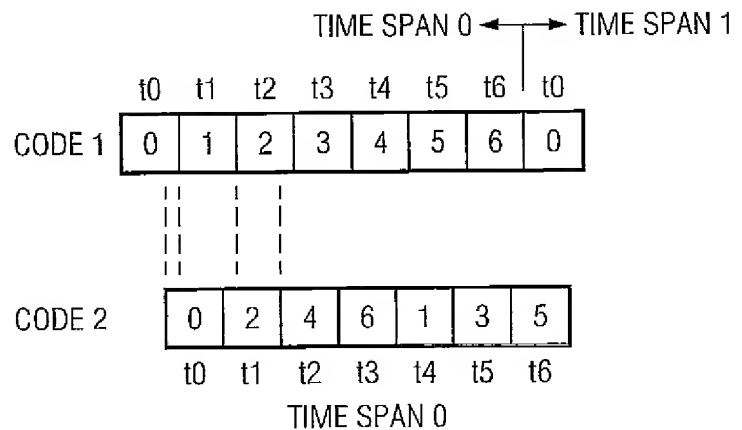 TIME SPAN 0 TIME SPAN 1
t0 t1 t2 t3 t4 t5 t6 t0
CODE 1 0 1 2 3 4 5 6 0
CODE 2 0 2 4 6 1 3 5
t0 t1 t2 t3 t4 t5 t6
TIME SPAN 0